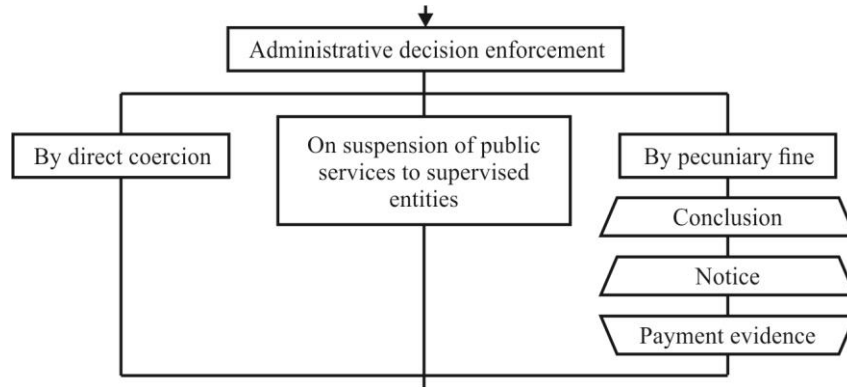 Administrative decision enforcement
By direct coercion
On suspension of public
services to supervised
entities
By pecuniary fine
Conclusion
Notice
Payment evidence